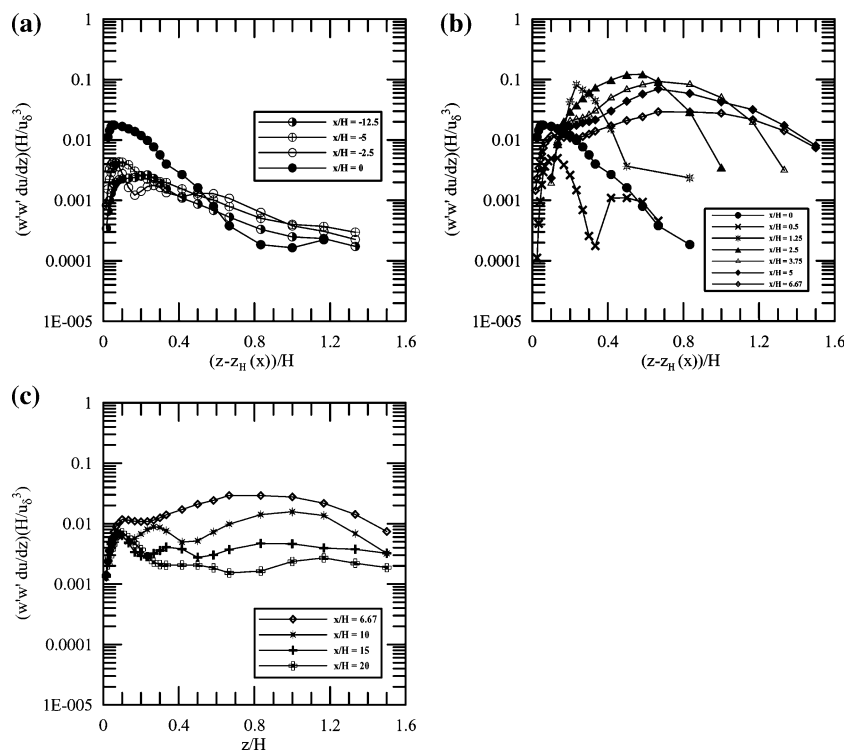 (a)
1
0.1
0.01
0.001
0.0001
1E-005
(w'w' du/dz)(H/u_δ^3)
x/H = -12.5
x/H = -5
x/H = -2.5
x/H = 0
0 0.4 0.8 1.2 1.6
(z-z_H (x))/H
(b)
1
0.1
0.01
0.001
0.0001
1E-005
(w'w' du/dz)(H/u_δ^3)
x/H = 0
x/H = 0.5
x/H = 1.25
x/H = 2.5
x/H = 3.75
x/H = 5
x/H = 6.67
0 0.4 0.8 1.2 1.6
(z-z_H (x))/H
(c)
1
0.1
0.01
0.001
0.0001
1E-005
(w'w' du/dz)(H/u_δ^3)
x/H = 6.67
x/H = 10
x/H = 15
x/H = 20
0 0.4 0.8 1.2 1.6
z/H